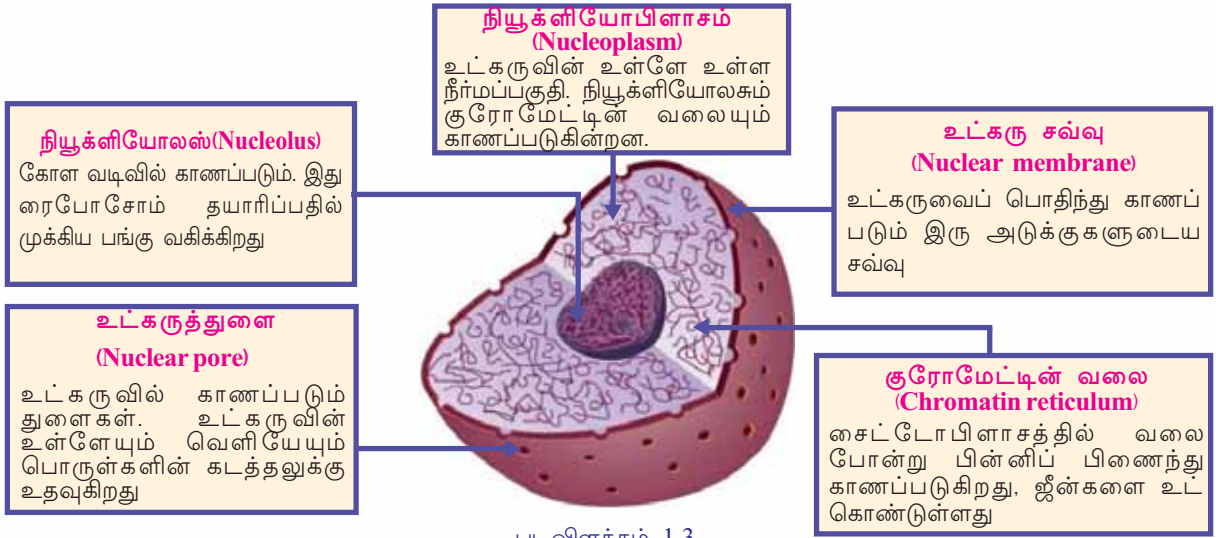 நியூக்ளியோபிளாசம்
(Nucleoplasm)
உட்கருவின் உள்ளே உள்ள
நீர்மப்பகுதி. நியூக்ளியோலசும்
குரோமேட்டின் வலையும்
காணப்படுகின்றன.
நியூக்ளியோலஸ்(Nucleolus)
கோள வடிவில் காணப்படும். இது
ரைபோசோம் தயாரிப்பதில்
முக்கிய பங்கு வகிக்கிறது
உட்கரு சவ்வு
(Nuclear membrane)
உட்கருவைப் பொதிந்து காணப்
படும் இரு அடுக்குகளுடைய
சவ்வு
உட்கருத்துளை
(Nuclear pore)
உட்கருவில் காணப்படும்
துளைகள். உட்கருவின்
உள்ளேயும் வெளியேயும்
பொருள்களின் கடத்தலுக்கு
உதவுகிறது
குரோமேட்டின் வலை
(Chromatin reticulum)
சைட்டோபிளாசத்தில் வலை
போன்று பின்னிப் பிணைந்து
காணப்படுகிறது, ஜீன்களை உட்
கொண்டுள்ளது
1.3